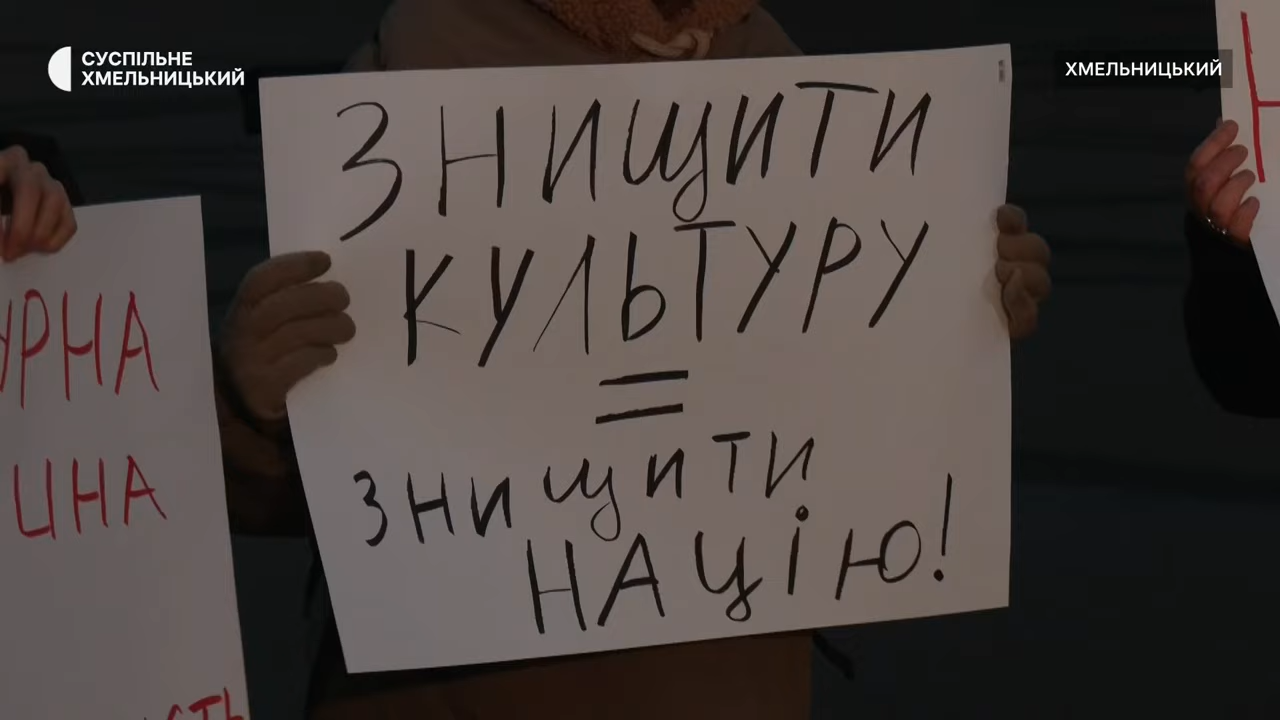 СУСПІЛЬНЕ
ХМЕЛЬНИЦЬКИЙ
ХМЕЛЬНИЦЬКИЙ
ЗНИЩИТИ
КУЛЬТУРУ
=
ЗНИЩИТИ
НАЦІЮ!